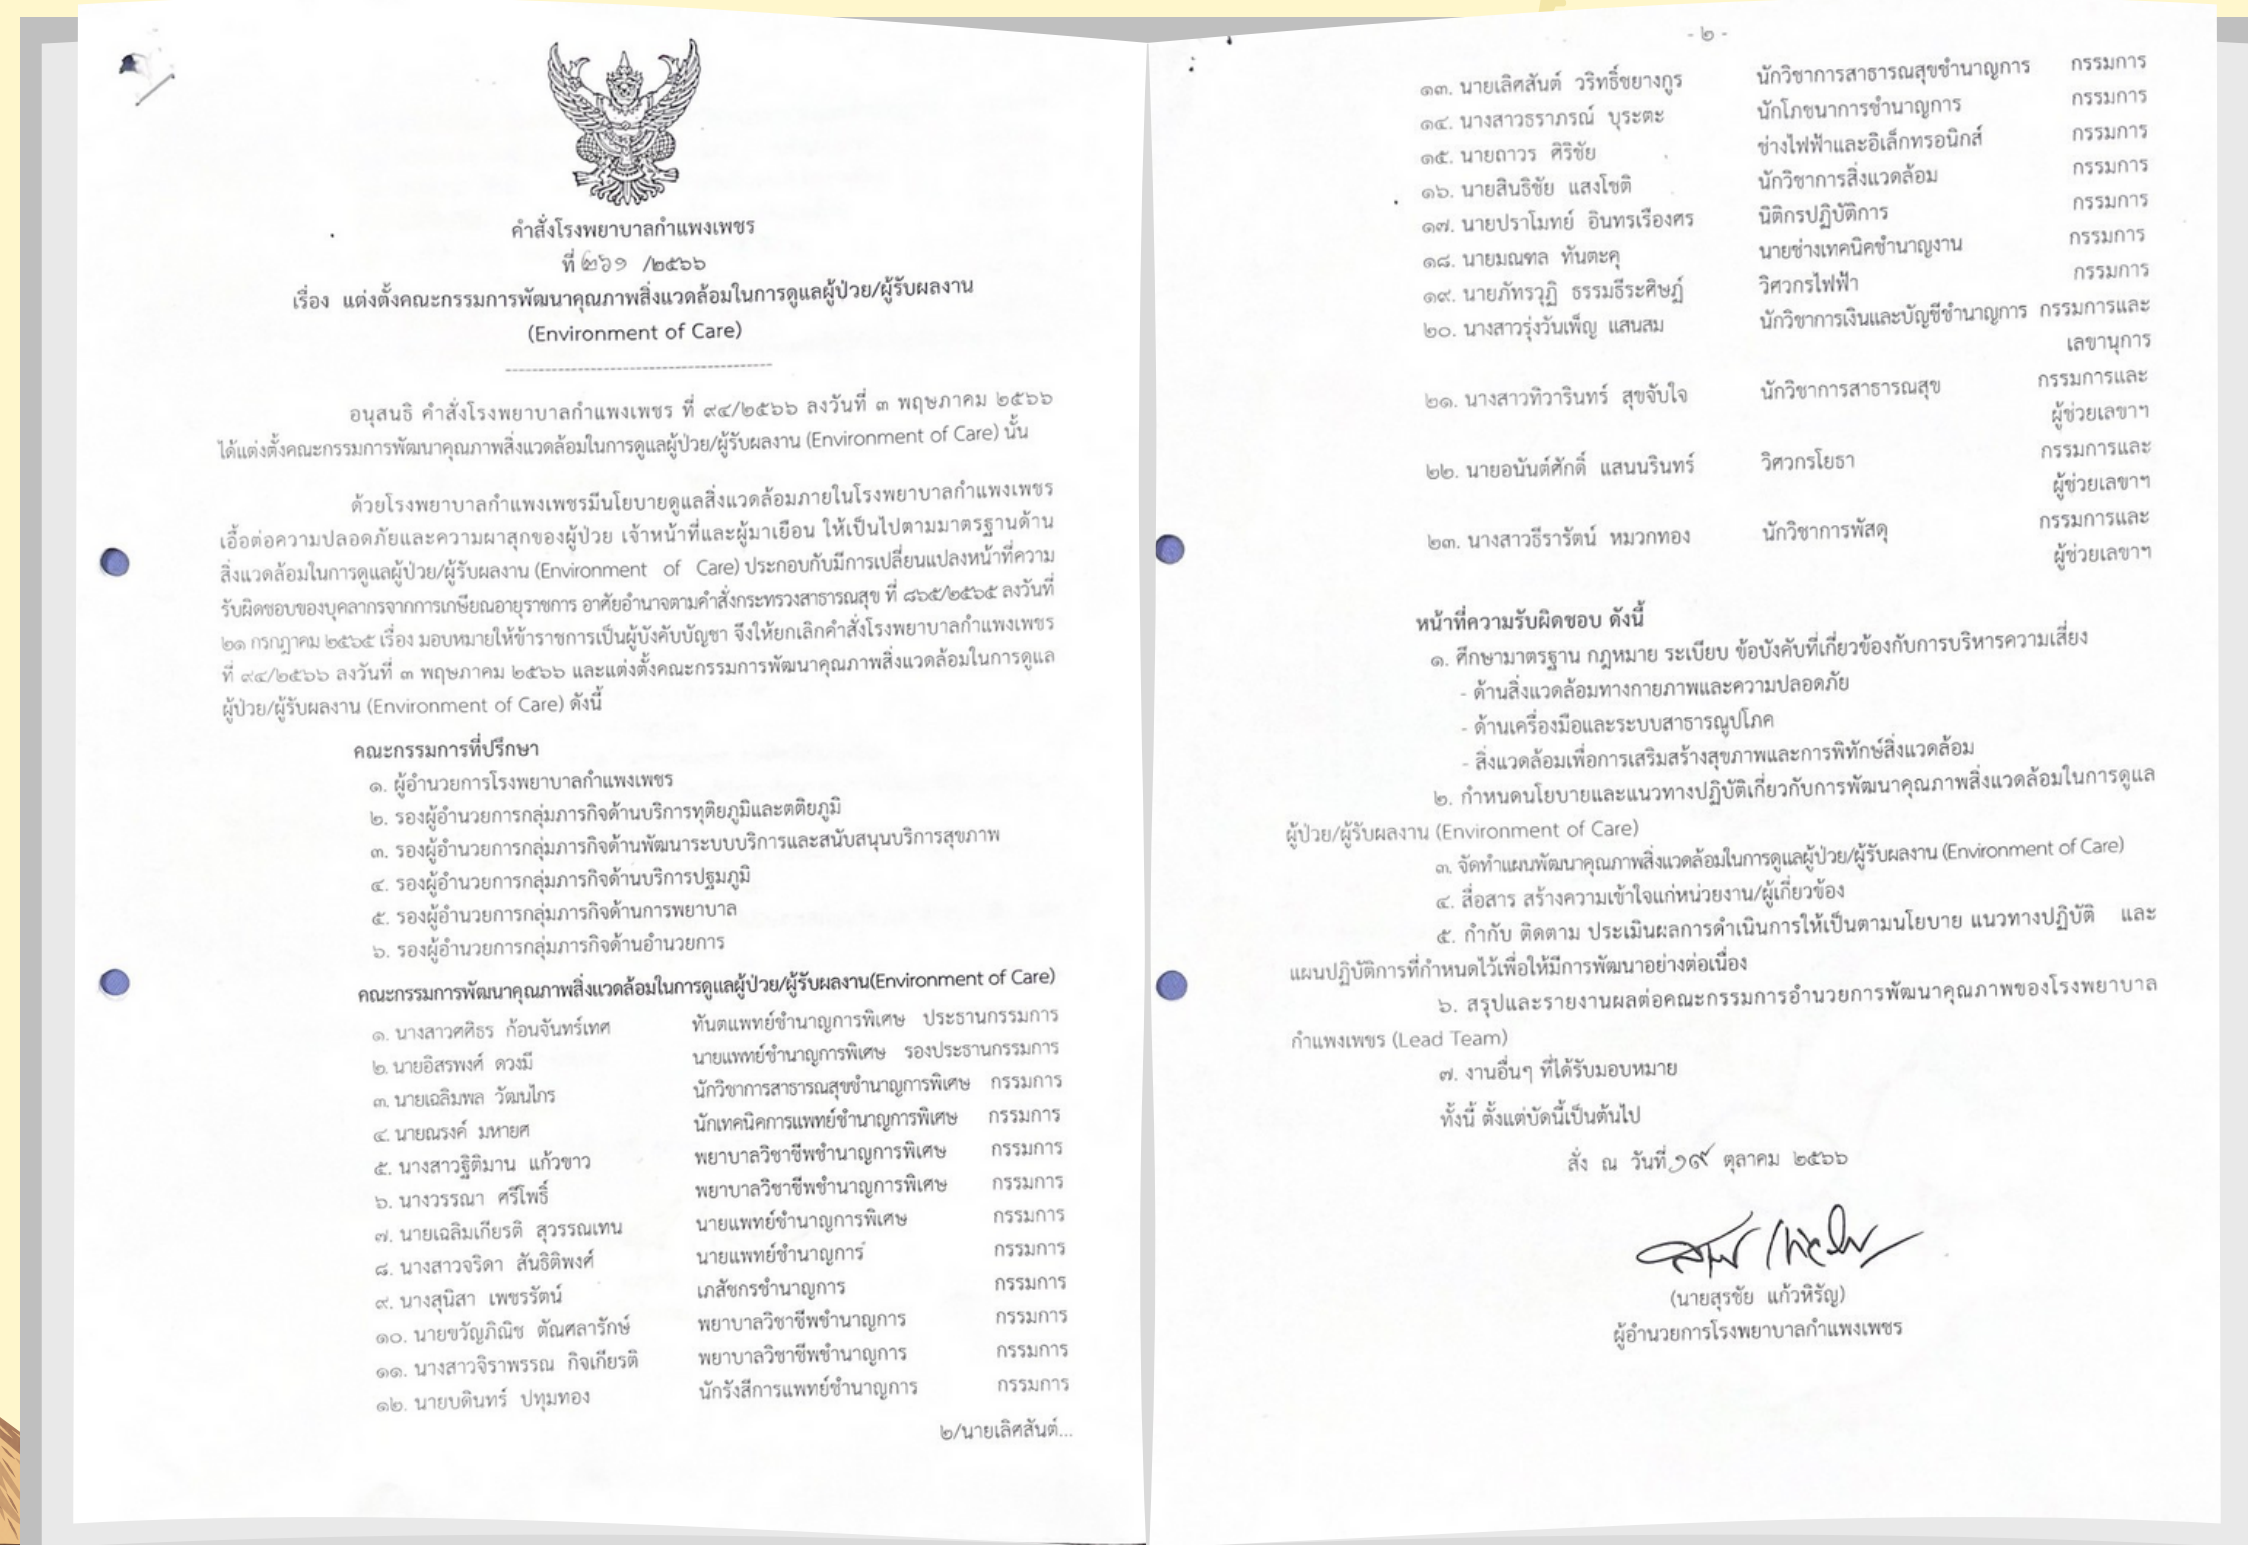 คำสั่งโรงพยาบาลกำแพงเพชร
ที่ ๒๖๑ /๒๕๖๖
เรื่อง แต่งตั้งคณะกรรมการพัฒนาคุณภาพสิ่งแวดล้อมในการดูแลผู้ป่วย/ผู้รับผลงาน
(Environment of Care)
----------------------------------------
อนุสนธิ คำสั่งโรงพยาบาลกำแพงเพชร ที่ ๙๔/๒๕๖๖ ลงวันที่ ๓ พฤษภาคม ๒๕๖๖
ได้แต่งตั้งคณะกรรมการพัฒนาคุณภาพสิ่งแวดล้อมในการดูแลผู้ป่วย/ผู้รับผลงาน (Environment of Care) นั้น
ด้วยโรงพยาบาลกำแพงเพชรมีนโยบายดูแลสิ่งแวดล้อมภายในโรงพยาบาลกำแพงเพชร
เอื้อต่อความปลอดภัยและความผาสุกของผู้ป่วย เจ้าหน้าที่และผู้มาเยือน ให้เป็นไปตามมาตรฐานด้าน
สิ่งแวดล้อมในการดูแลผู้ป่วย/ผู้รับผลงาน (Environment of Care) ประกอบกับมีการเปลี่ยนแปลงหน้าที่ความ
รับผิดชอบของบุคลากรจากการเกษียณอายุราชการ อาศัยอำนาจตามคำสั่งกระทรวงสาธารณสุข ที่ ๘๖๕/๒๕๖๕ ลงวันที่
๒๑ กรกฎาคม ๒๕๖๕ เรื่อง มอบหมายให้ข้าราชการเป็นผู้บังคับบัญชา จึงให้ยกเลิกคำสั่งโรงพยาบาลกำแพงเพชร
ที่ ๙๔/๒๕๖๖ ลงวันที่ ๓ พฤษภาคม ๒๕๖๖ และแต่งตั้งคณะกรรมการพัฒนาคุณภาพสิ่งแวดล้อมในการดูแล
ผู้ป่วย/ผู้รับผลงาน (Environment of Care) ดังนี้
คณะกรรมการที่ปรึกษา
๑. ผู้อำนวยการโรงพยาบาลกำแพงเพชร
๒. รองผู้อำนวยการกลุ่มภารกิจด้านบริการทุติยภูมิและตติยภูมิ
๓. รองผู้อำนวยการกลุ่มภารกิจด้านพัฒนาระบบบริการและสนับสนุนบริการสุขภาพ
๔. รองผู้อำนวยการกลุ่มภารกิจด้านบริการปฐมภูมิ
๕. รองผู้อำนวยการกลุ่มภารกิจด้านการพยาบาล
๖. รองผู้อำนวยการกลุ่มภารกิจด้านอำนวยการ
คณะกรรมการพัฒนาคุณภาพสิ่งแวดล้อมในการดูแลผู้ป่วย/ผู้รับผลงาน(Environment of Care)
๑. นางสาวศศิธร ก้อนจันทร์เทศ ทันตแพทย์ชำนาญการพิเศษ ประธานกรรมการ
๒. นายอิสรพงศ์ ดวงมี นายแพทย์ชำนาญการพิเศษ รองประธานกรรมการ
๓. นายเฉลิมพล วัฒนไกร นักวิชาการสาธารณสุขชำนาญการพิเศษ กรรมการ
๔. นายณรงค์ มหายศ นักเทคนิคการแพทย์ชำนาญการพิเศษ กรรมการ
๕. นางสาวฐิติมาน แก้วขาว พยาบาลวิชาชีพชำนาญการพิเศษ กรรมการ
๖. นางวรรณา ศรีโพธิ์ พยาบาลวิชาชีพชำนาญการพิเศษ กรรมการ
๗. นายเฉลิมเกียรติ สุวรรณเทน นายแพทย์ชำนาญการพิเศษ กรรมการ
๘. นางสาวจริดา สันธิติพงศ์ นายแพทย์ชำนาญการ กรรมการ
๙. นางสุนิสา เพชรรัตน์ เภสัชกรชำนาญการ กรรมการ
๑๐. นายขวัญภิณิช ตัณศลารักษ์ พยาบาลวิชาชีพชำนาญการ กรรมการ
๑๑. นางสาวจิราพรรณ กิจเกียรติ พยาบาลวิชาชีพชำนาญการ กรรมการ
๑๒. นายบดินทร์ ปทุมทอง นักรังสีการแพทย์ชำนาญการ กรรมการ
๒/นายเลิศสันต์...
- ๒ -
๑๓. นายเลิศสันต์ วริทธิ์ชยางกูร นักวิชาการสาธารณสุขชำนาญการ กรรมการ
๑๔. นางสาวธราภรณ์ บุระตะ นักโภชนาการชำนาญการ กรรมการ
๑๕. นายถาวร ศิริชัย ช่างไฟฟ้าและอิเล็กทรอนิกส์ กรรมการ
๑๖. นายสินธิชัย แสงโชติ นักวิชาการสิ่งแวดล้อม กรรมการ
๑๗. นายปราโมทย์ อินทรเรืองศร นิติกรปฏิบัติการ กรรมการ
๑๘. นายมณฑล ทันตะคุ นายช่างเทคนิคชำนาญงาน กรรมการ
๑๙. นายภัทรวุฏิ ธรรมธีระศิษฏ์ วิศวกรไฟฟ้า กรรมการ
๒๐. นางสาวรุ่งวันเพ็ญ แสนสม นักวิชาการเงินและบัญชีชำนาญการ กรรมการและ
เลขานุการ
๒๑. นางสาวทิวารินทร์ สุขจับใจ นักวิชาการสาธารณสุข กรรมการและ
ผู้ช่วยเลขาฯ
๒๒. นายอนันต์ศักดิ์ แสนนรินทร์ วิศวกรโยธา กรรมการและ
ผู้ช่วยเลขาฯ
๒๓. นางสาวธีรารัตน์ หมวกทอง นักวิชาการพัสดุ กรรมการและ
ผู้ช่วยเลขาฯ
หน้าที่ความรับผิดชอบ ดังนี้
๑. ศึกษามาตรฐาน กฎหมาย ระเบียบ ข้อบังคับที่เกี่ยวข้องกับการบริหารความเสี่ยง
- ด้านสิ่งแวดล้อมทางกายภาพและความปลอดภัย
- ด้านเครื่องมือและระบบสาธารณูปโภค
- สิ่งแวดล้อมเพื่อการเสริมสร้างสุขภาพและการพิทักษ์สิ่งแวดล้อม
๒. กำหนดนโยบายและแนวทางปฏิบัติเกี่ยวกับการพัฒนาคุณภาพสิ่งแวดล้อมในการดูแล
ผู้ป่วย/ผู้รับผลงาน (Environment of Care)
๓. จัดทำแผนพัฒนาคุณภาพสิ่งแวดล้อมในการดูแลผู้ป่วย/ผู้รับผลงาน (Environment of Care)
๔. สื่อสาร สร้างความเข้าใจแก่หน่วยงาน/ผู้เกี่ยวข้อง
๕. กำกับ ติดตาม ประเมินผลการดำเนินการให้เป็นตามนโยบาย แนวทางปฏิบัติ และ
แผนปฏิบัติการที่กำหนดไว้เพื่อให้มีการพัฒนาอย่างต่อเนื่อง
๖. สรุปและรายงานผลต่อคณะกรรมการอำนวยการพัฒนาคุณภาพของโรงพยาบาล
กำแพงเพชร (Lead Team)
๗. งานอื่นๆ ที่ได้รับมอบหมาย
ทั้งนี้ ตั้งแต่บัดนี้เป็นต้นไป
สั่ง ณ วันที่ ๑๙ ตุลาคม ๒๕๖๖
(นายสุรชัย แก้วหิรัญ)
ผู้อำนวยการโรงพยาบาลกำแพงเพชร